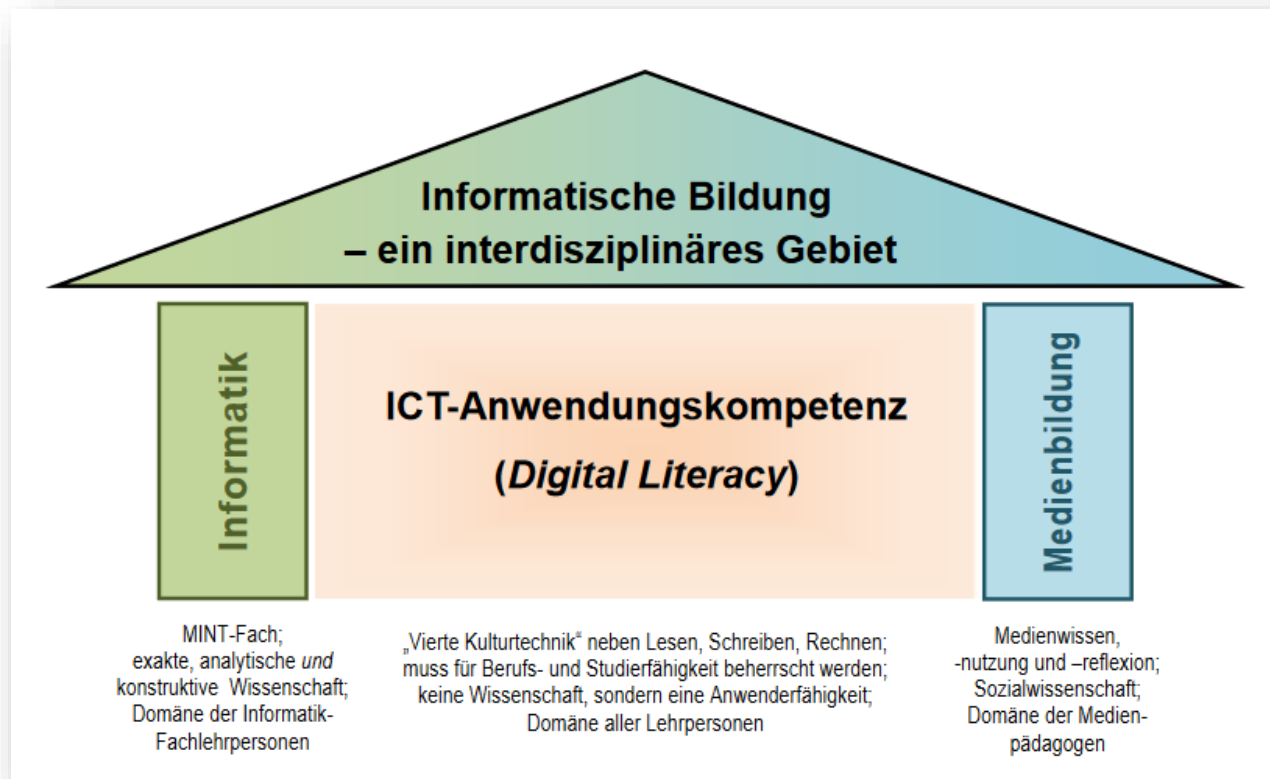 Informatische Bildung
– ein interdisziplinäres Gebiet
Informatik
ICT-Anwendungskompetenz
(Digital Literacy)
Medienbildung
MINT-Fach;
exakte, analytische und
konstruktive Wissenschaft;
Domäne der Informatik-
Fachlehrpersonen
„Vierte Kulturtechnik“ neben Lesen, Schreiben, Rechnen;
muss für Berufs- und Studierfähigkeit beherrscht werden;
keine Wissenschaft, sondern eine Anwenderfähigkeit;
Domäne aller Lehrpersonen
Medienwissen,
-nutzung und –reflexion;
Sozialwissenschaft;
Domäne der Medien-
pädagogen